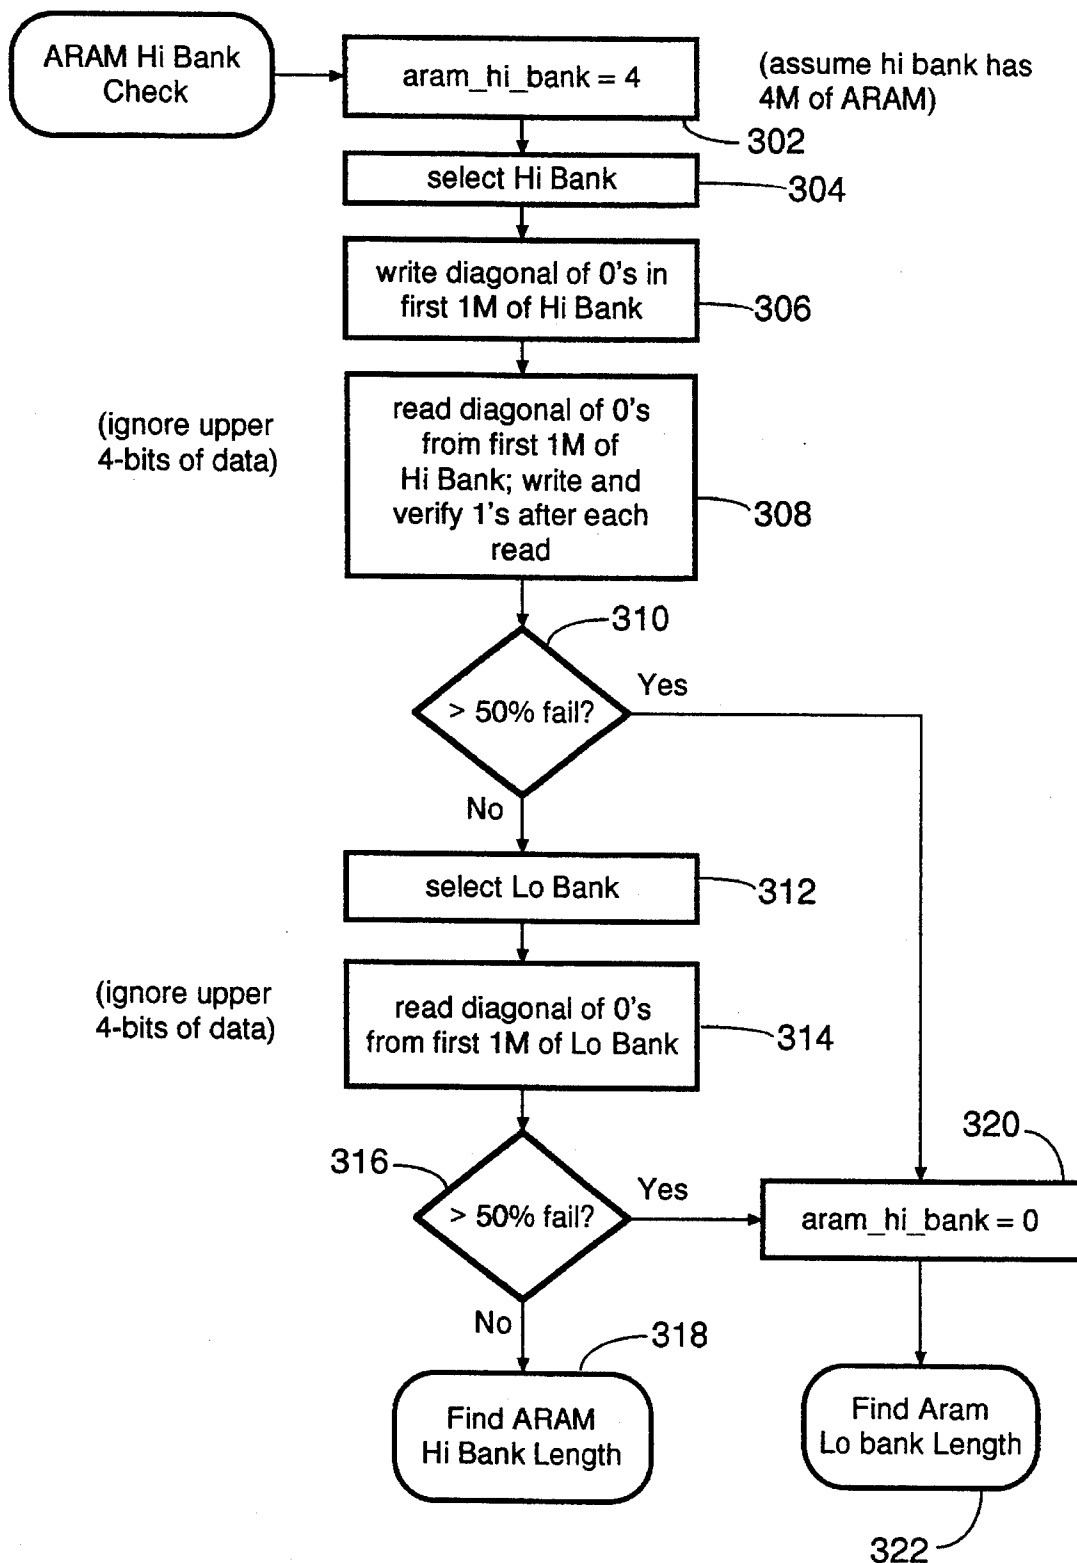 ARAM Hi Bank
Check
aram_hi_bank = 4
(assume hi bank has
4M of ARAM)
302
select Hi Bank
304
write diagonal of 0's in
first 1M of Hi Bank
306
(ignore upper
4-bits of data)
read diagonal of 0's
from first 1M of
Hi Bank; write and
verify 1's after each
read
308
310
> 50% fail?
Yes
No
select Lo Bank
312
(ignore upper
4-bits of data)
read diagonal of 0's
from first 1M of Lo Bank
314
316
> 50% fail?
Yes
320
aram_hi_bank = 0
No
318
Find ARAM
Hi Bank Length
Find Aram
Lo bank Length
322